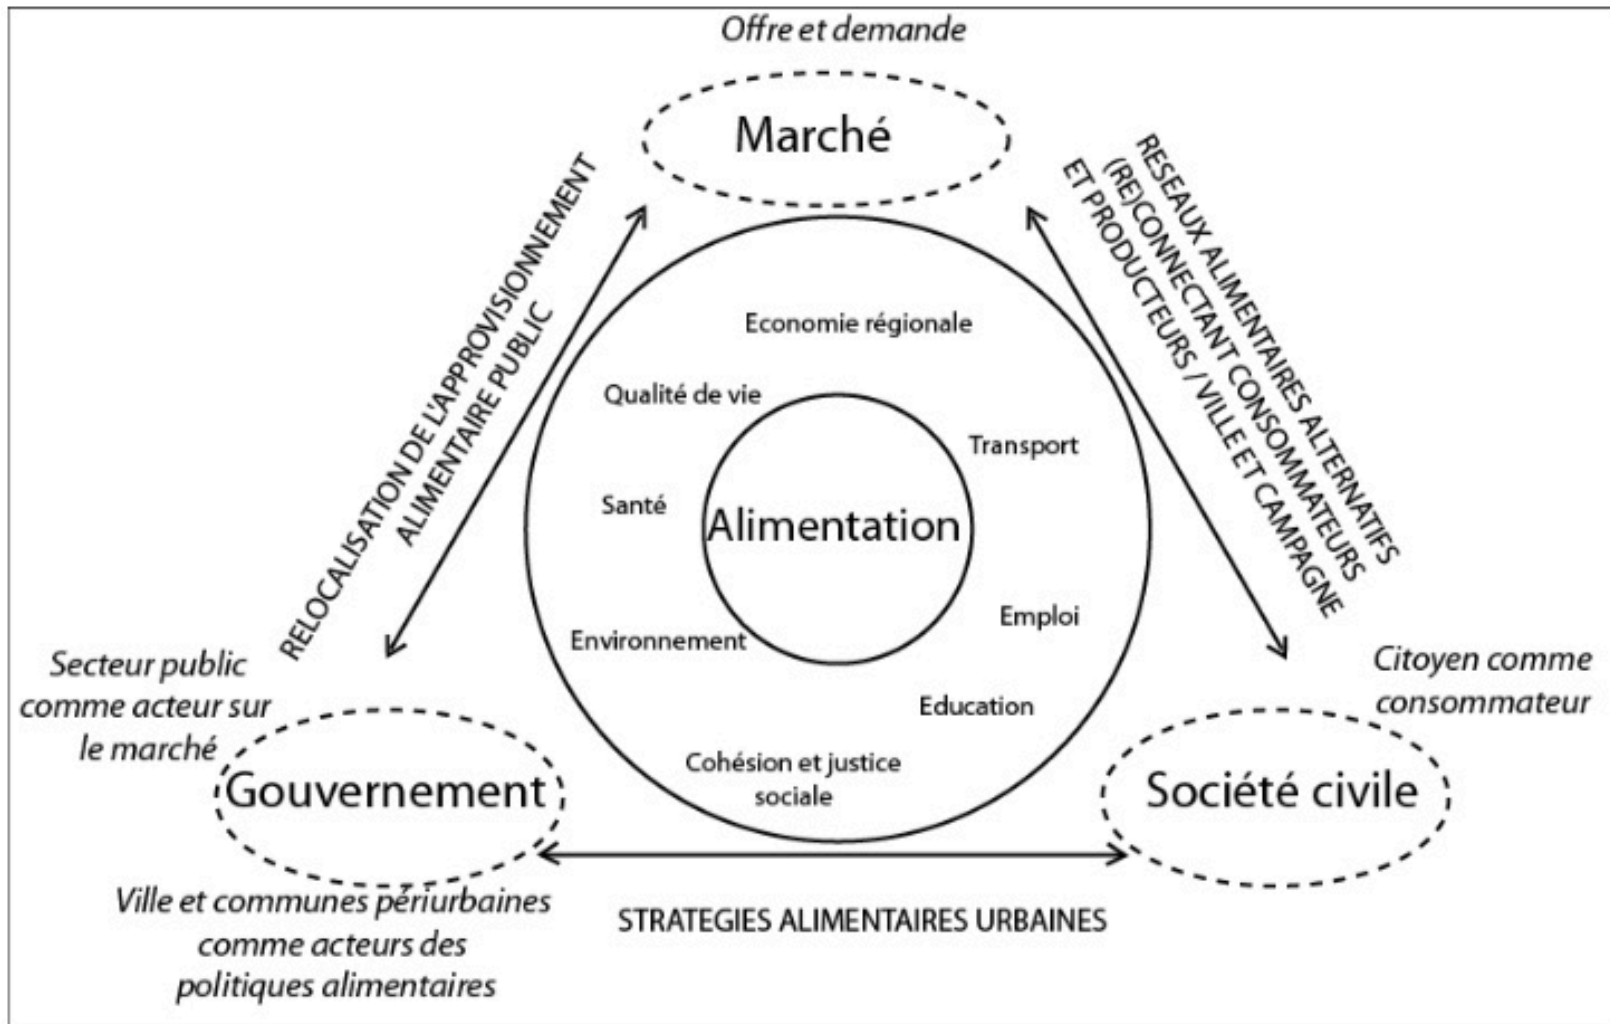 Offre et demande
Marché
RELOCALISATION DE L'APPROVISIONNEMENT
ALIMENTAIRE PUBLIC
RESEAUX ALIMENTAIRES ALTERNATIFS
(RE)CONNECTANT CONSOMMATEURS
ET PRODUCTEURS / VILLE ET CAMPAGNE
Economie régionale
Qualité de vie
Transport
Santé
Alimentation
Emploi
Environnement
Education
Cohésion et justice
sociale
Secteur public
comme acteur sur
le marché
Gouvernement
Ville et communes périurbaines
comme acteurs des
politiques alimentaires
Citoyen comme
consommateur
Société civile
STRATEGIES ALIMENTAIRES URBAINES